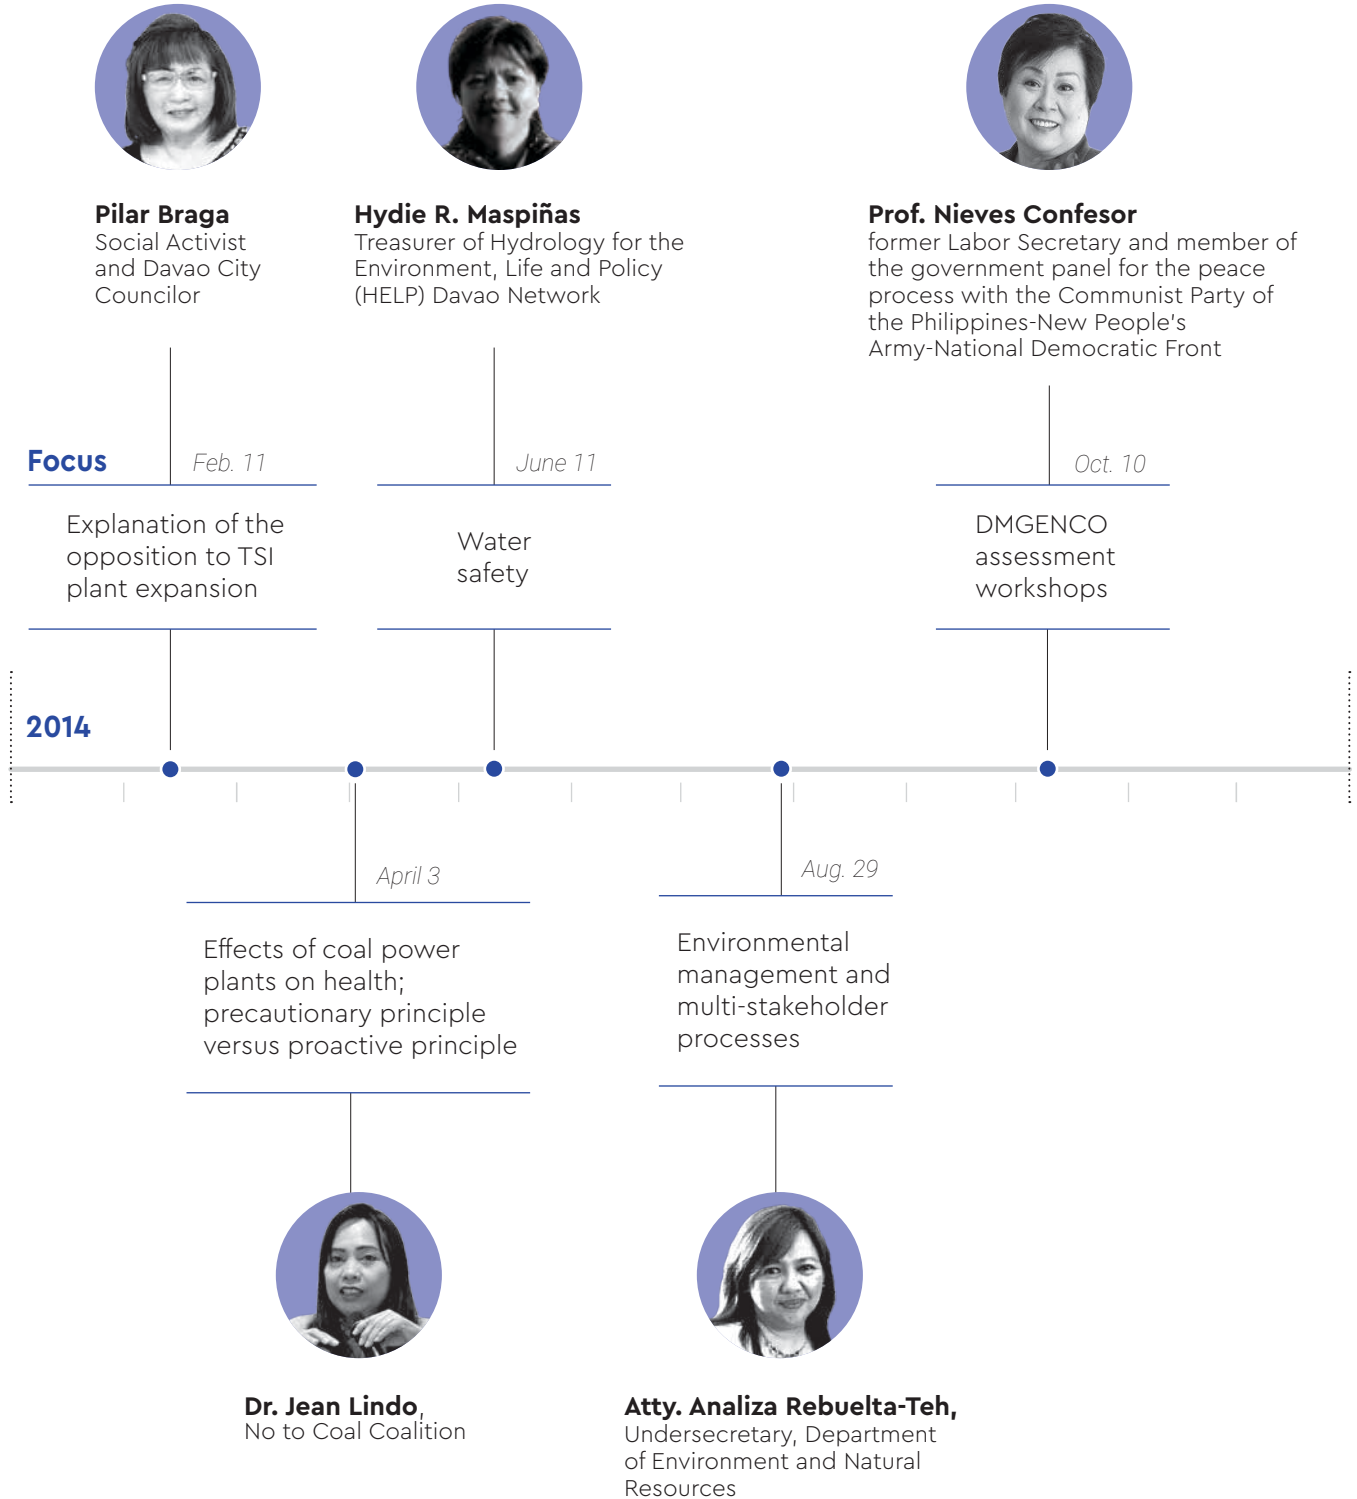 Pilar Braga
Social Activist
and Davao City
Councilor
Hydie R. Maspiñas
Treasurer of Hydrology for the
Environment, Life and Policy
(HELP) Davao Network
Prof. Nieves Confesor
former Labor Secretary and member of
the government panel for the peace
process with the Communist Party of
the Philippines-New People's
Army-National Democratic Front
Focus
Feb. 11
June 11
Oct. 10
Explanation of the
opposition to TSI
plant expansion
Water
safety
DMGENCO
assessment
workshops
2014
April 3
Aug. 29
Effects of coal power
plants on health;
precautionary principle
versus proactive principle
Environmental
management and
multi-stakeholder
processes
Dr. Jean Lindo,
No to Coal Coalition
Atty. Analiza Rebuelta-Teh,
Undersecretary, Department
of Environment and Natural
Resources